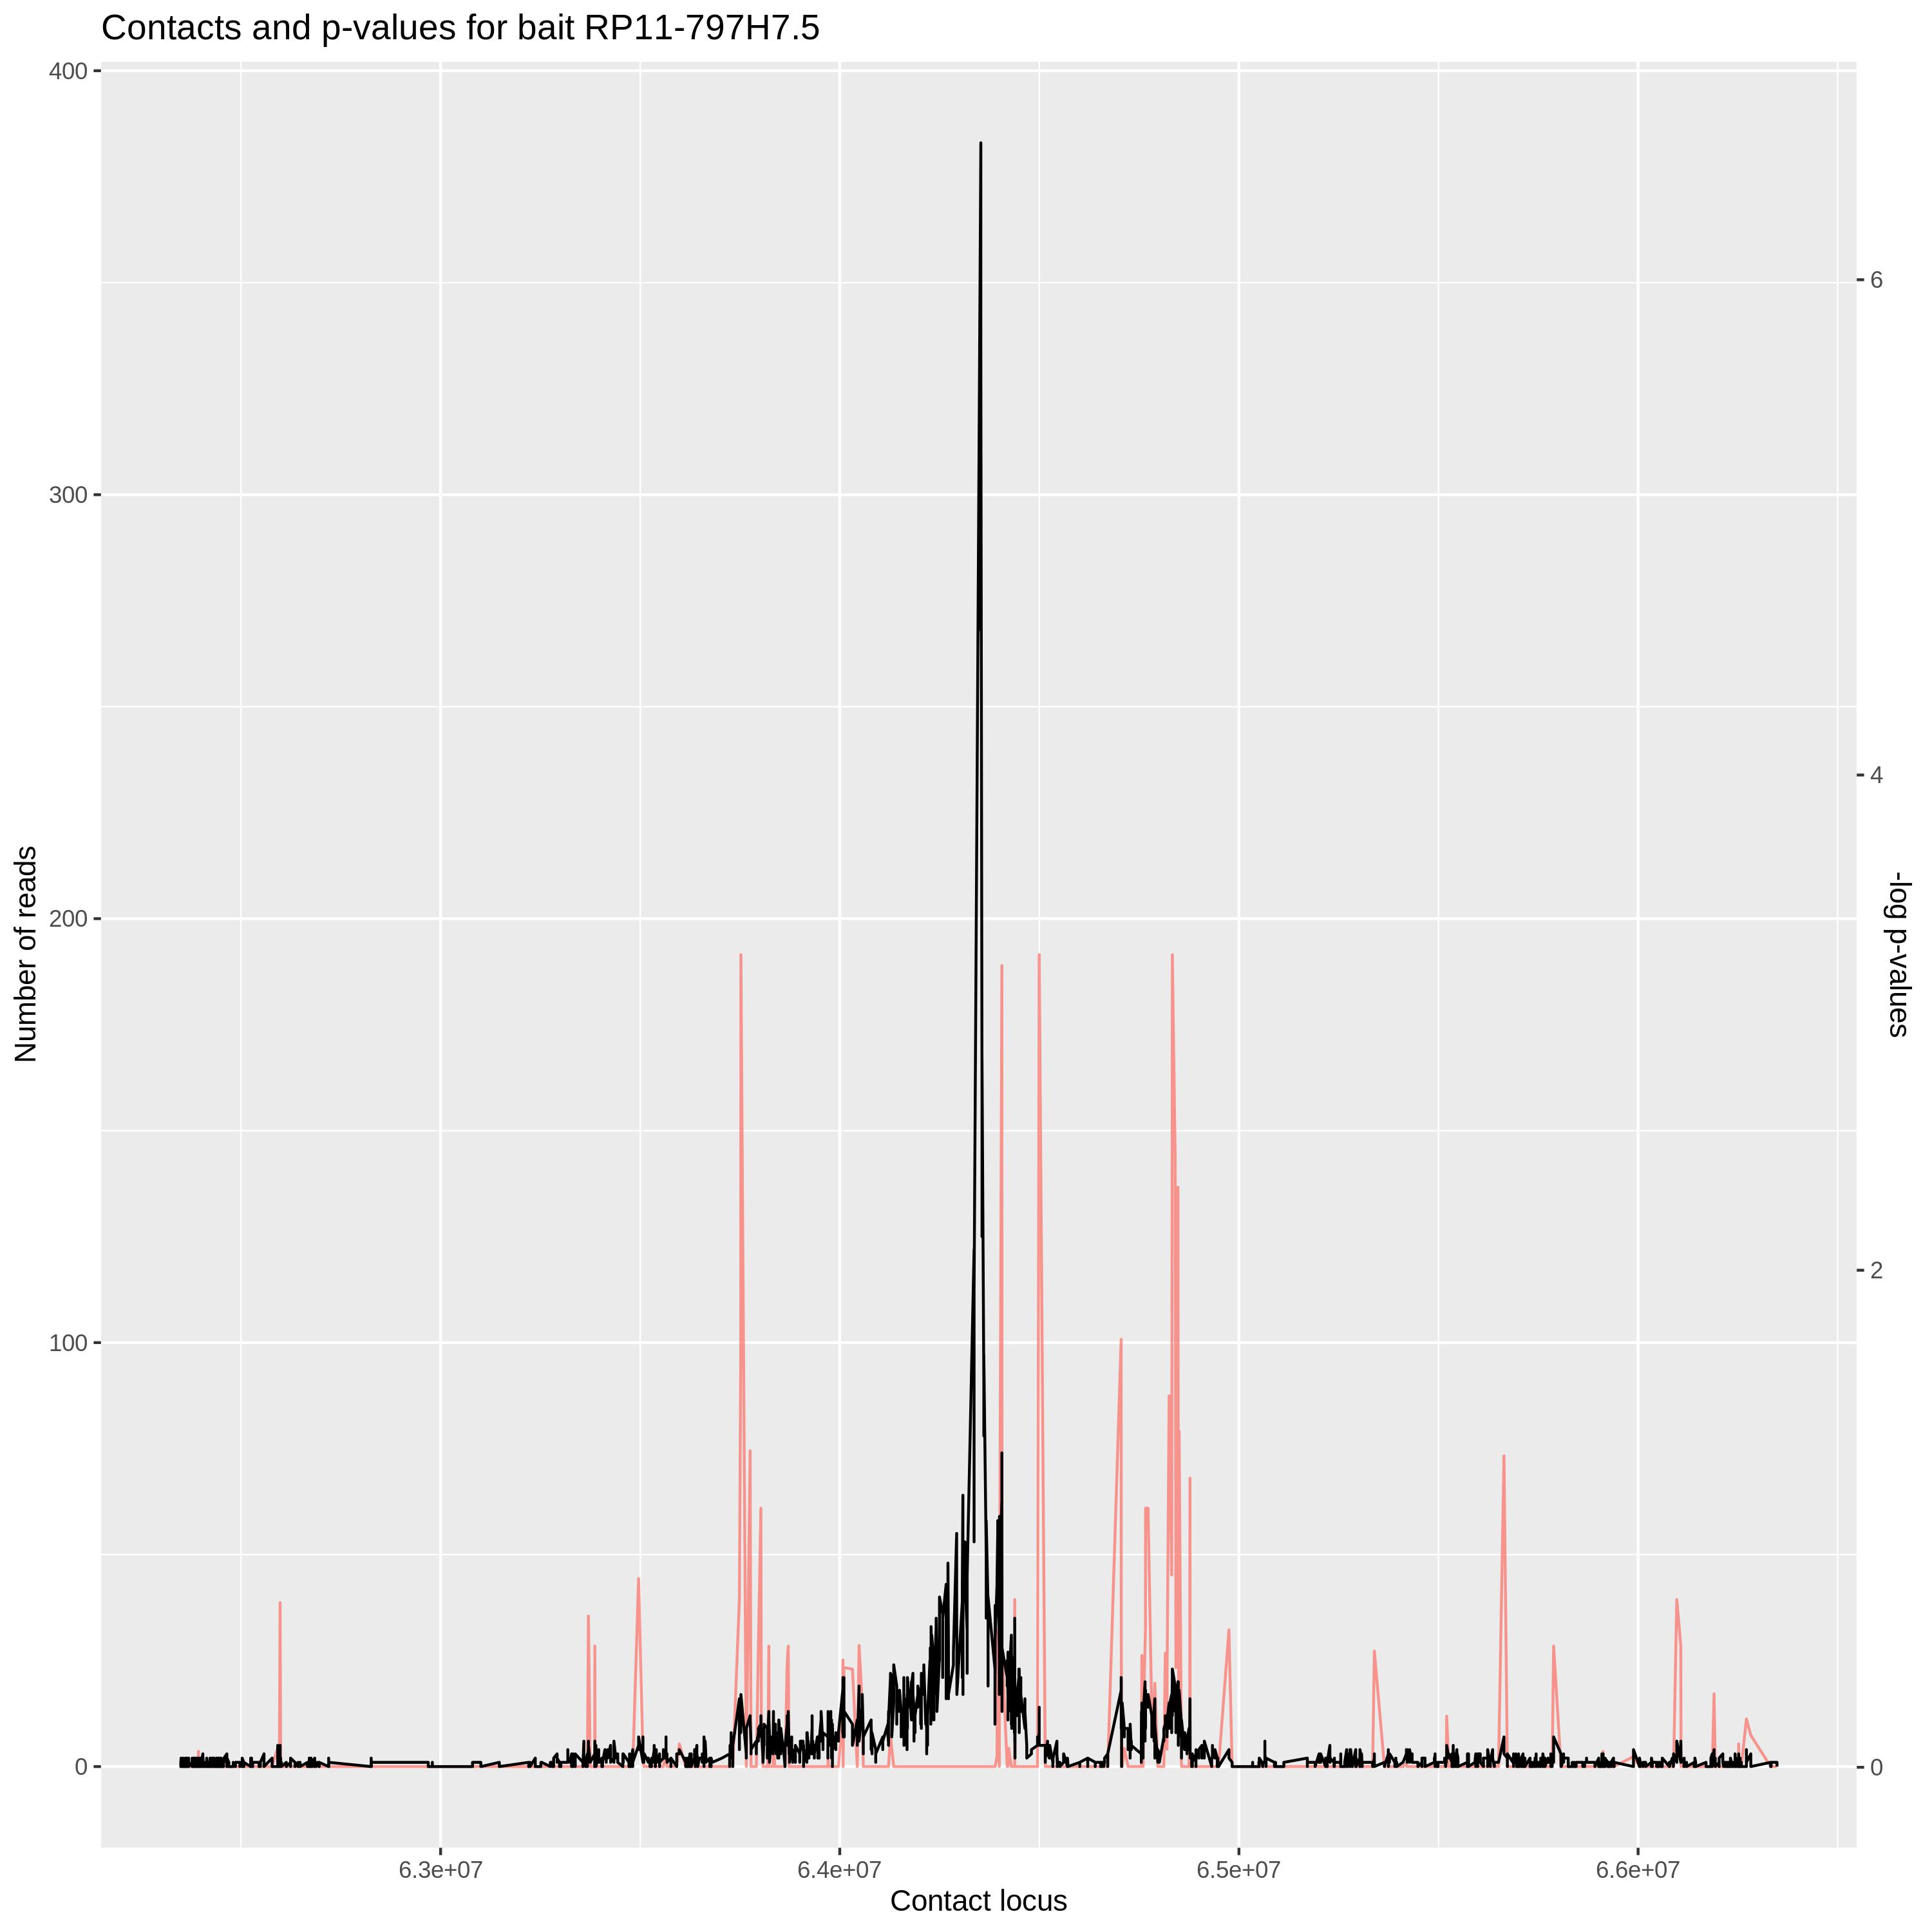 Contacts and p-values for bait RP11-797H7.5
400
300
200
100
0
Number of reads
6
4
2
0
-log p-values
6.3e+07
6.4e+07
6.5e+07
6.6e+07
Contact locus